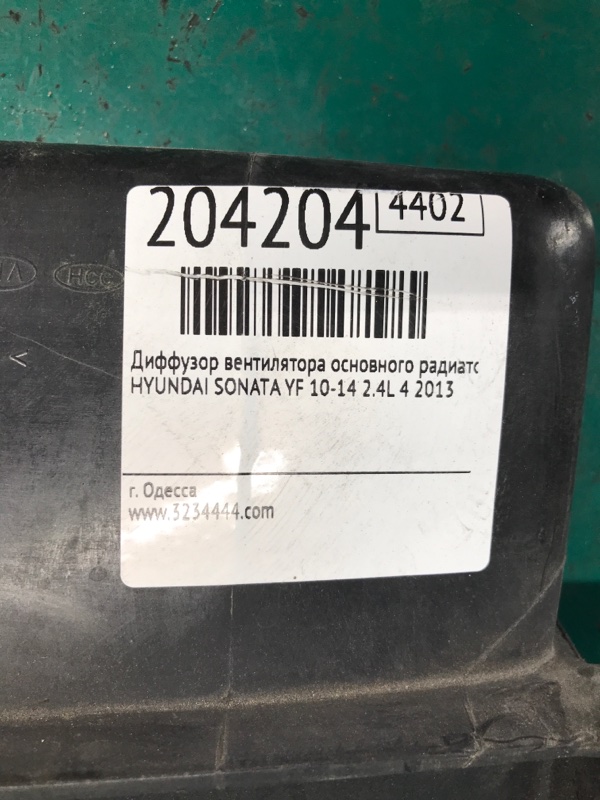 204204 4402
Диффузор вентилятора основного радиатс
HYUNDAI SONATA YF 10-14 2.4L 4 2013
г. Одесса
www.3234444.com
HCC